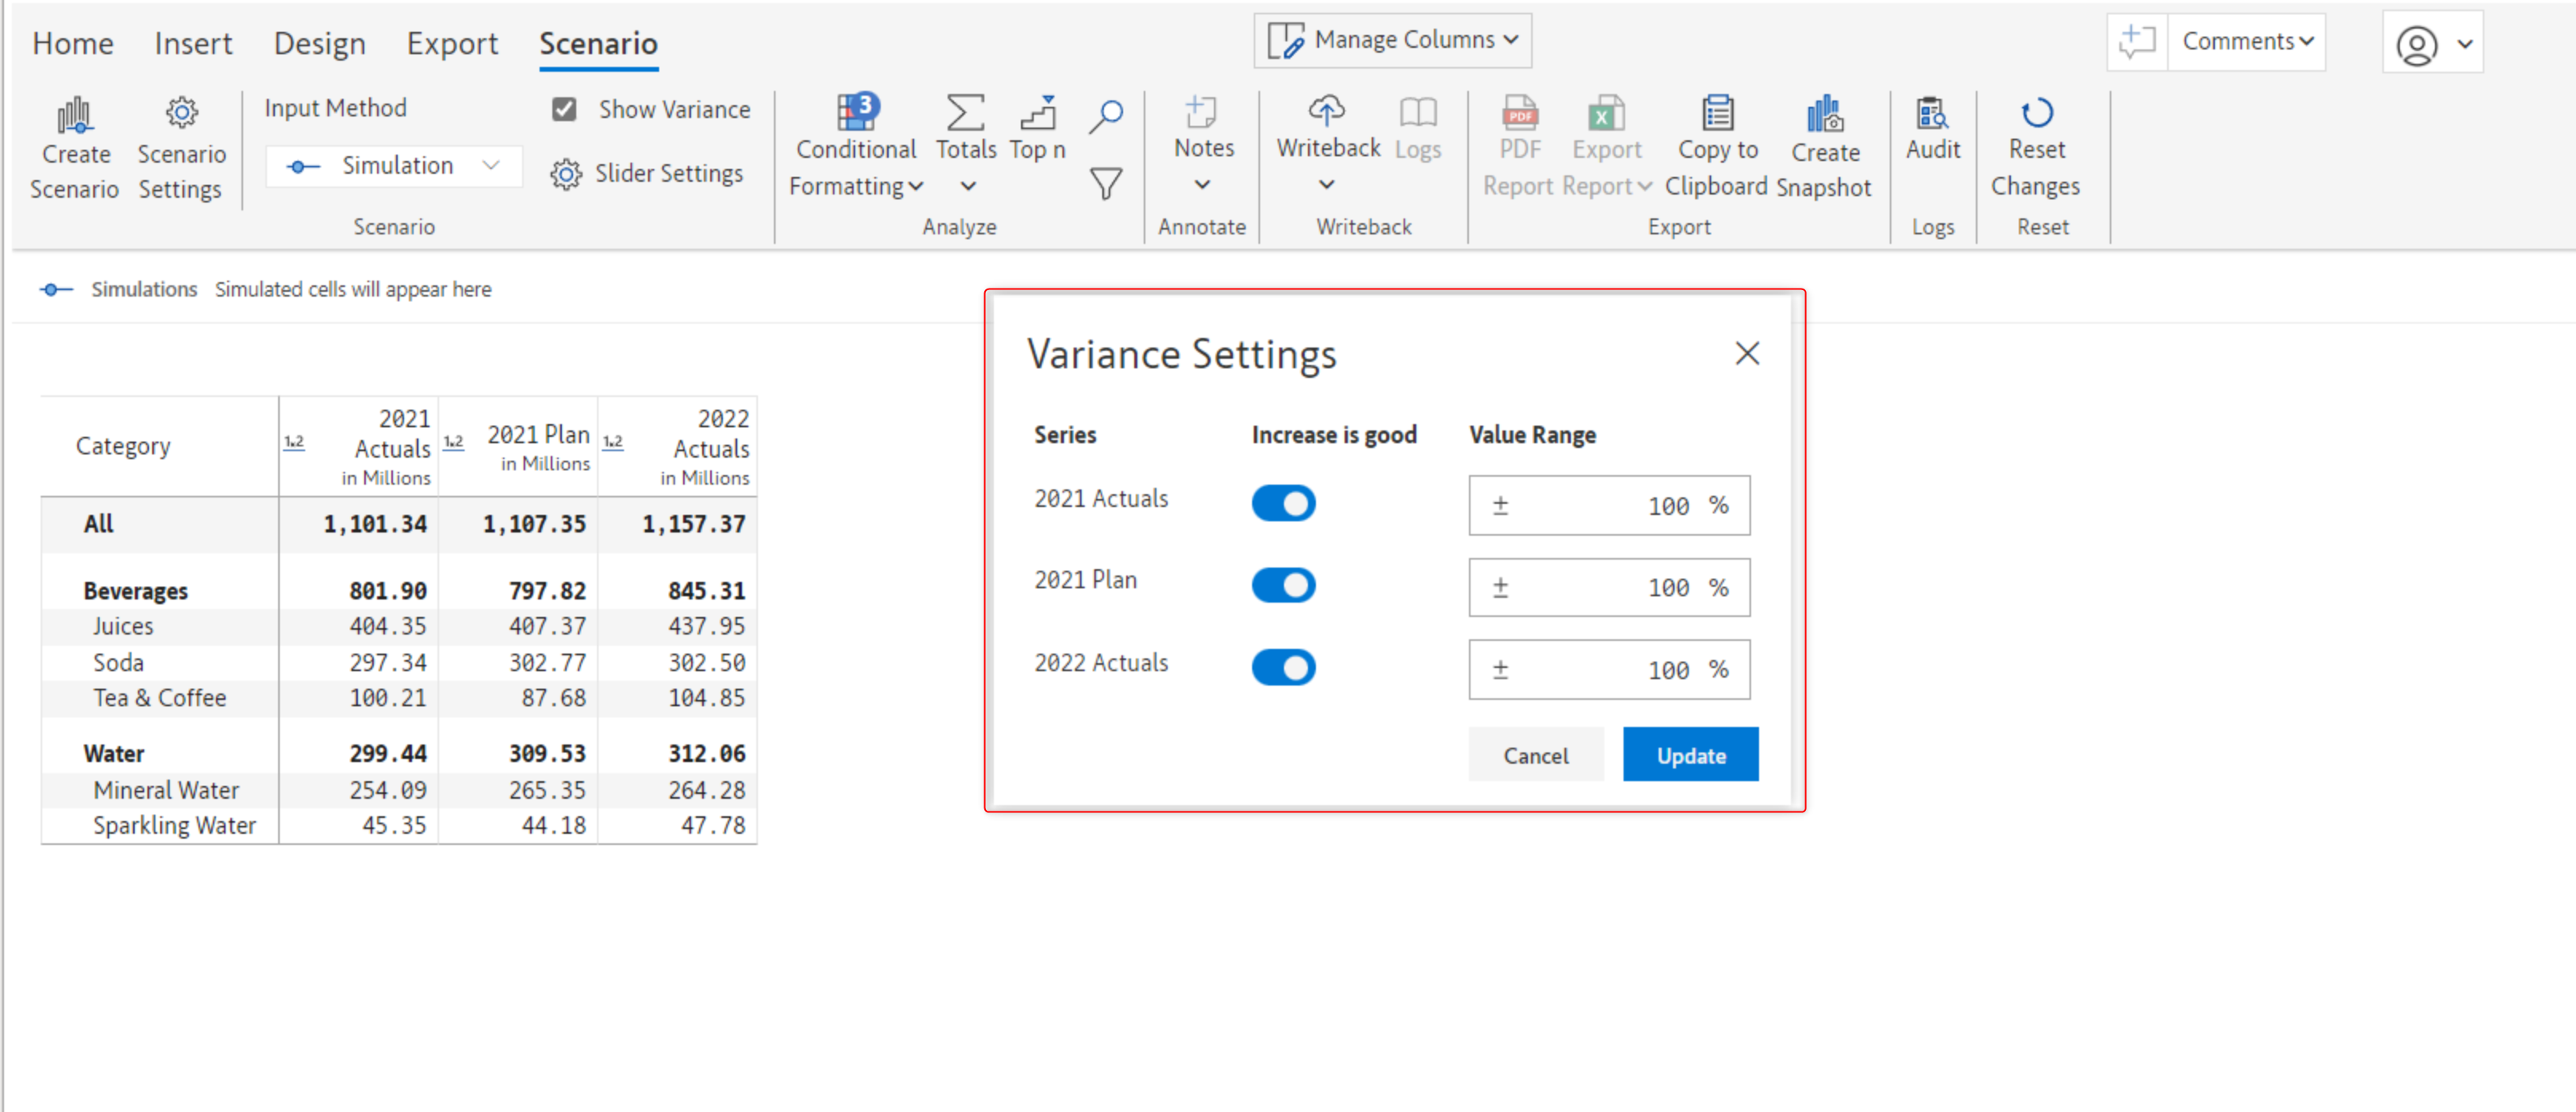 Home Insert Design Export Scenario Manage Columns Comments
Create Scenario
Scenario Settings
Input Method
Simulation
Show Variance
Slider Settings
Scenario
3
Conditional Formatting
Totals
Top n
Analyze
Notes
Annotate
Writeback
Logs
Writeback
PDF
PDF Report
X
Export Report
Copy to Clipboard
Create Snapshot
Export
Audit
Logs
Reset Changes
Reset
Simulations Simulated cells will appear here
Category 1.2 2021 Actuals in Millions 1.2 2021 Plan in Millions 1.2 2022 Actuals in Millions
All 1,101.34 1,107.35 1,157.37
Beverages 801.90 797.82 845.31
Juices 404.35 407.37 437.95
Soda 297.34 302.77 302.50
Tea & Coffee 100.21 87.68 104.85
Water 299.44 309.53 312.06
Mineral Water 254.09 265.35 264.28
Sparkling Water 45.35 44.18 47.78
Variance Settings
Series Increase is good Value Range
2021 Actuals ± 100 %
2021 Plan ± 100 %
2022 Actuals ± 100 %
Cancel Update